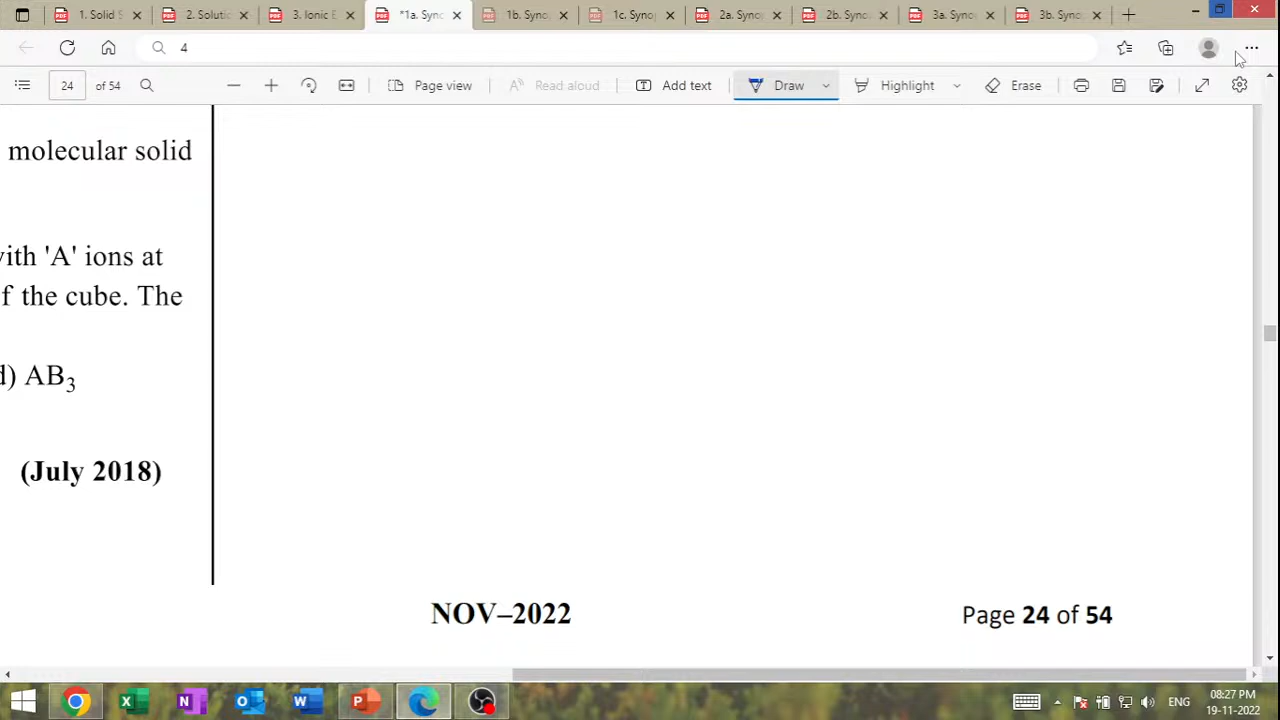 1. Solid S
2. Soluti
3. Ionic E
*1a. Sync
1b. Sync
1c. Syno
2a. Sync
2b. Sync
3a. Sync
3b. Sync
4
24 of 54
Page view
Read aloud
Add text
Draw
Highlight
Erase
molecular solid
with 'A' ions at
f the cube. The
d) AB₃
(July 2018)
NOV–2022
Page 24 of 54
ENG
08:27 PM
19-11-2022